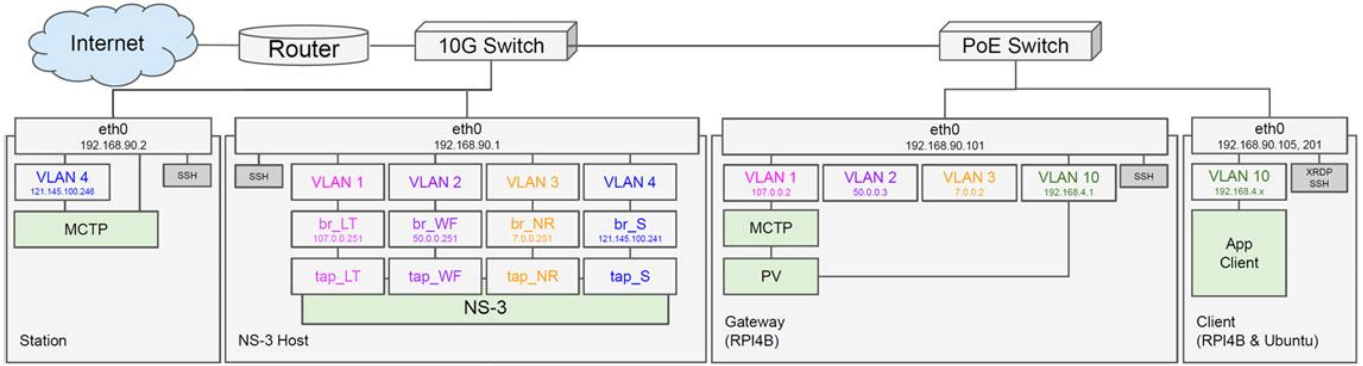 Internet
Router
10G Switch
PoE Switch
eth0
192.168.90.2
VLAN 4
121.145.100.246
SSH
MCTP
Station
eth0
192.168.90.1
SSH
VLAN 1
VLAN 2
VLAN 3
VLAN 4
br_LT
107.0.0.251
br_WF
50.0.0.251
br_NR
7.0.0.251
br_S
121.145.100.241
tap_LT
tap_WF
tap_NR
tap_S
NS-3
NS-3 Host
eth0
192.168.90.101
VLAN 1
107.0.0.2
VLAN 2
50.0.0.3
VLAN 3
7.0.0.2
VLAN 10
192.168.4.1
SSH
MCTP
PV
Gateway
(RPI4B)
eth0
192.168.90.105, 201
VLAN 10
192.168.4.x
XRDP
SSH
App
Client
Client
(RPI4B & Ubuntu)